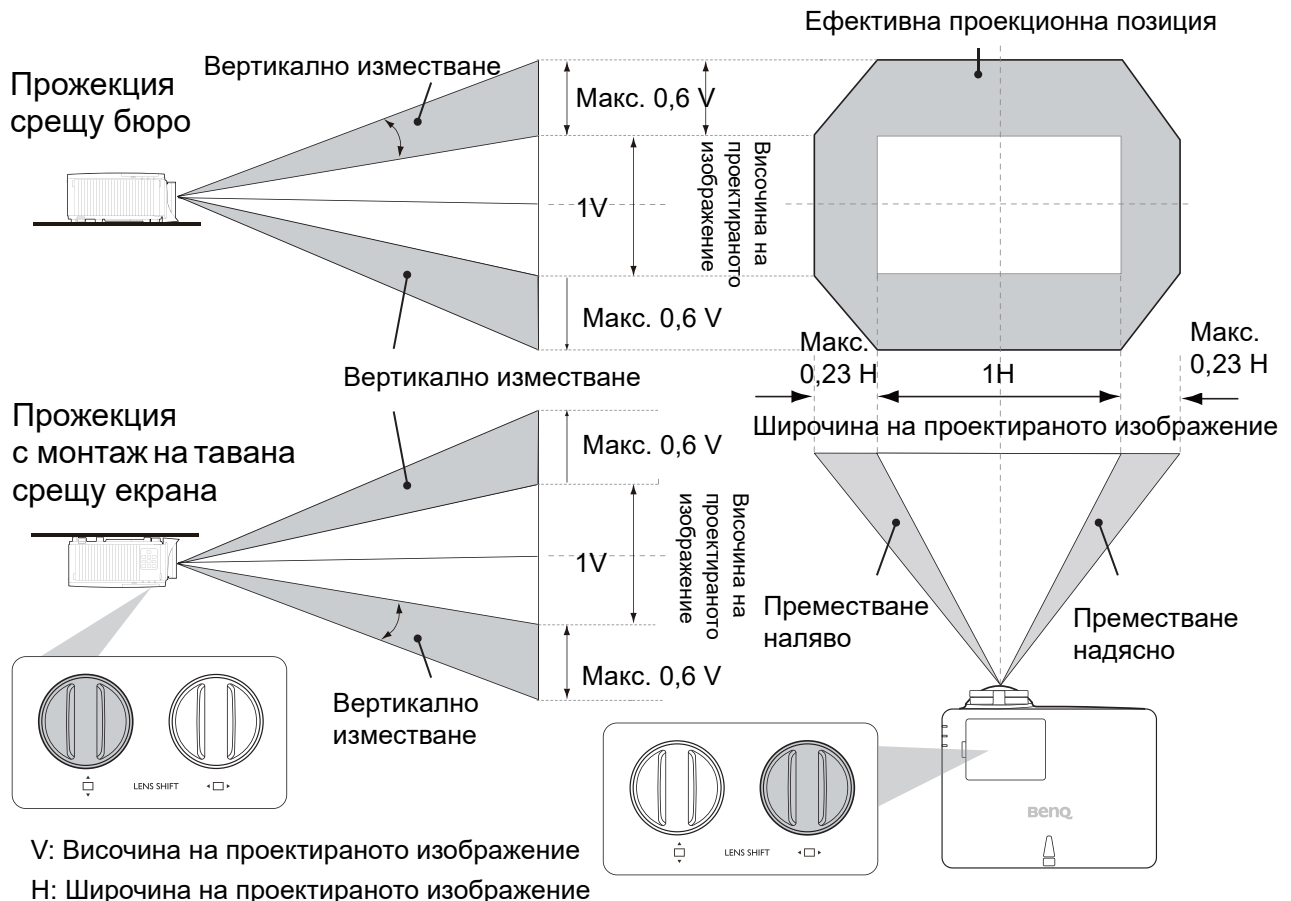 Ефективна проекционна позиция
Вертикално изместване
Прожекция
срещу бюро
Макс. 0,6 V
1V
Височина на
проектираното
изображение
Макс. 0,6 V
Макс.
0,23 H
1H
Макс.
0,23 H
Широчина на проектираното изображение
Вертикално изместване
Прожекция
с монтаж на тавана
срещу екрана
Макс. 0,6 V
1V
Височина на
проектираното
изображение
Макс. 0,6 V
Вертикално
изместване
Преместване
наляво
Преместване
надясно
LENS SHIFT
LENS SHIFT
BenQ
V: Височина на проектираното изображение
H: Широчина на проектираното изображение